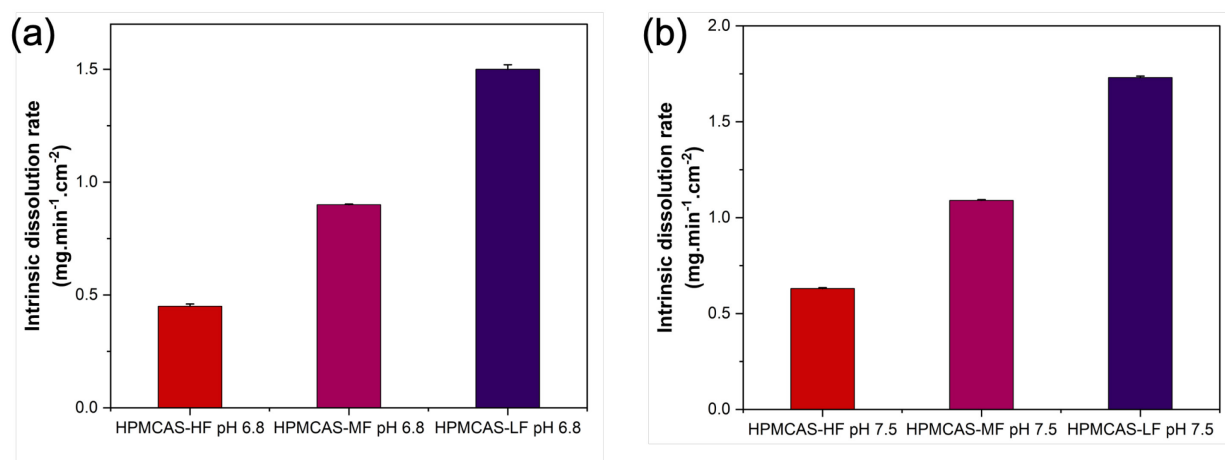 (a)
Intrinsic dissolution rate
(mg.min-1.cm-2)
1.5
1.0
0.5
0.0
HPMCAS-HF pH 6.8 HPMCAS-MF pH 6.8 HPMCAS-LF pH 6.8
(b)
Intrinsic dissolution rate
(mg.min-1.cm-2)
2.0
1.5
1.0
0.5
0.0
HPMCAS-HF pH 7.5 HPMCAS-MF pH 7.5 HPMCAS-LF pH 7.5